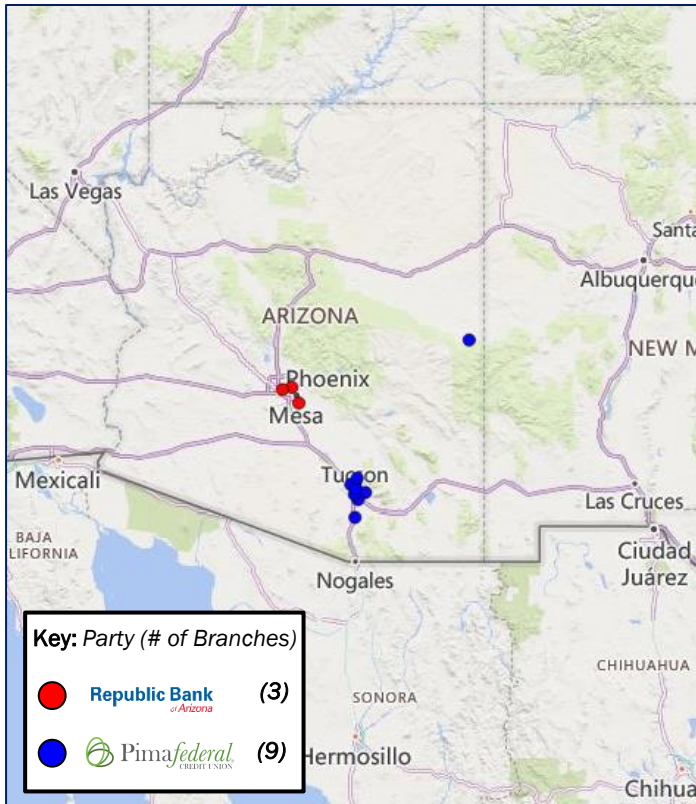 Las Vegas
Santa
Albuquerque
ARIZONA
NEW M
Phoenix
Mesa
Tucson
Mexicali
Las Cruces
BAJA
LIFORNIA
Ciudad
Juárez
Nogales
Key: Party (# of Branches)
CHIHUAHUA
Republic Bank
of Arizona
(3)
SONORA
Pimafederal
CREDIT UNION
(9)
Hermosillo
Chihua